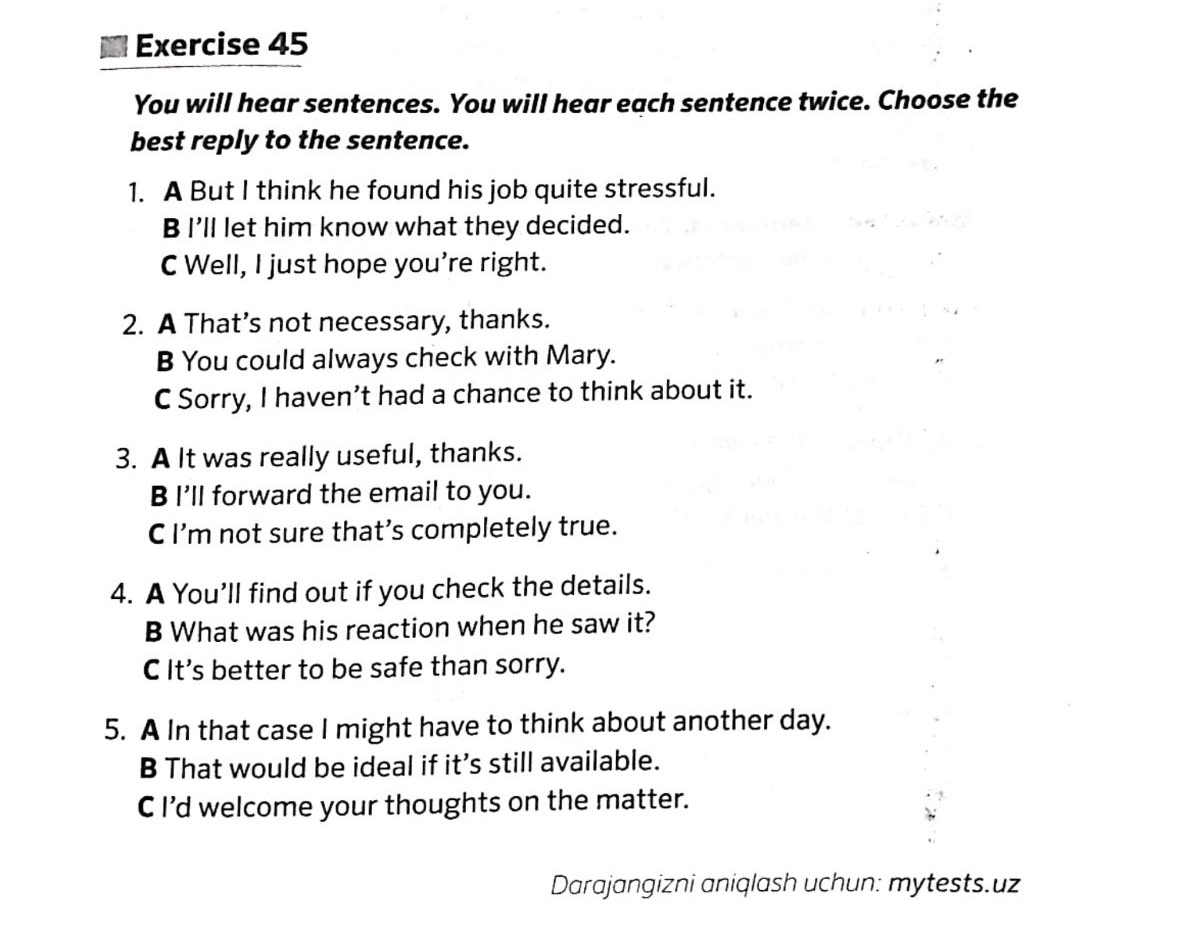 Exercise 45
You will hear sentences. You will hear each sentence twice. Choose the
best reply to the sentence.
1. A But I think he found his job quite stressful.
B I'll let him know what they decided.
C Well, I just hope you're right.
2. A That's not necessary, thanks.
B You could always check with Mary.
C Sorry, I haven't had a chance to think about it.
3. A It was really useful, thanks.
B I'll forward the email to you.
C I'm not sure that's completely true.
4. A You'll find out if you check the details.
B What was his reaction when he saw it?
C It's better to be safe than sorry.
5. A In that case I might have to think about another day.
B That would be ideal if it's still available.
C I'd welcome your thoughts on the matter.
Darajangizni aniqlash uchun: mytests.uz